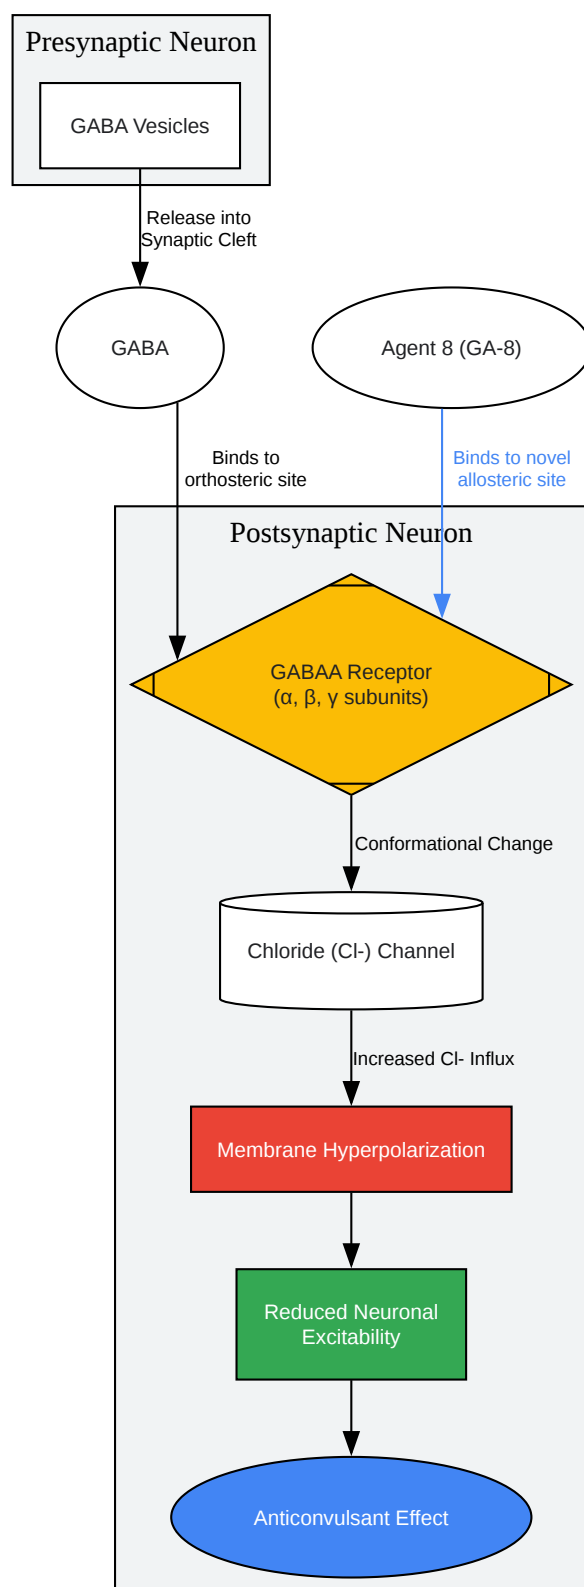 Presynaptic Neuron
GABA Vesicles
Release into
Synaptic Cleft
GABA
Agent 8 (GA-8)
Binds to
orthosteric site
Binds to novel
allosteric site
Postsynaptic Neuron
GABAA Receptor
(α, β, γ subunits)
Conformational Change
Chloride (Cl-) Channel
Increased Cl- Influx
Membrane Hyperpolarization
Reduced Neuronal
Excitability
Anticonvulsant Effect